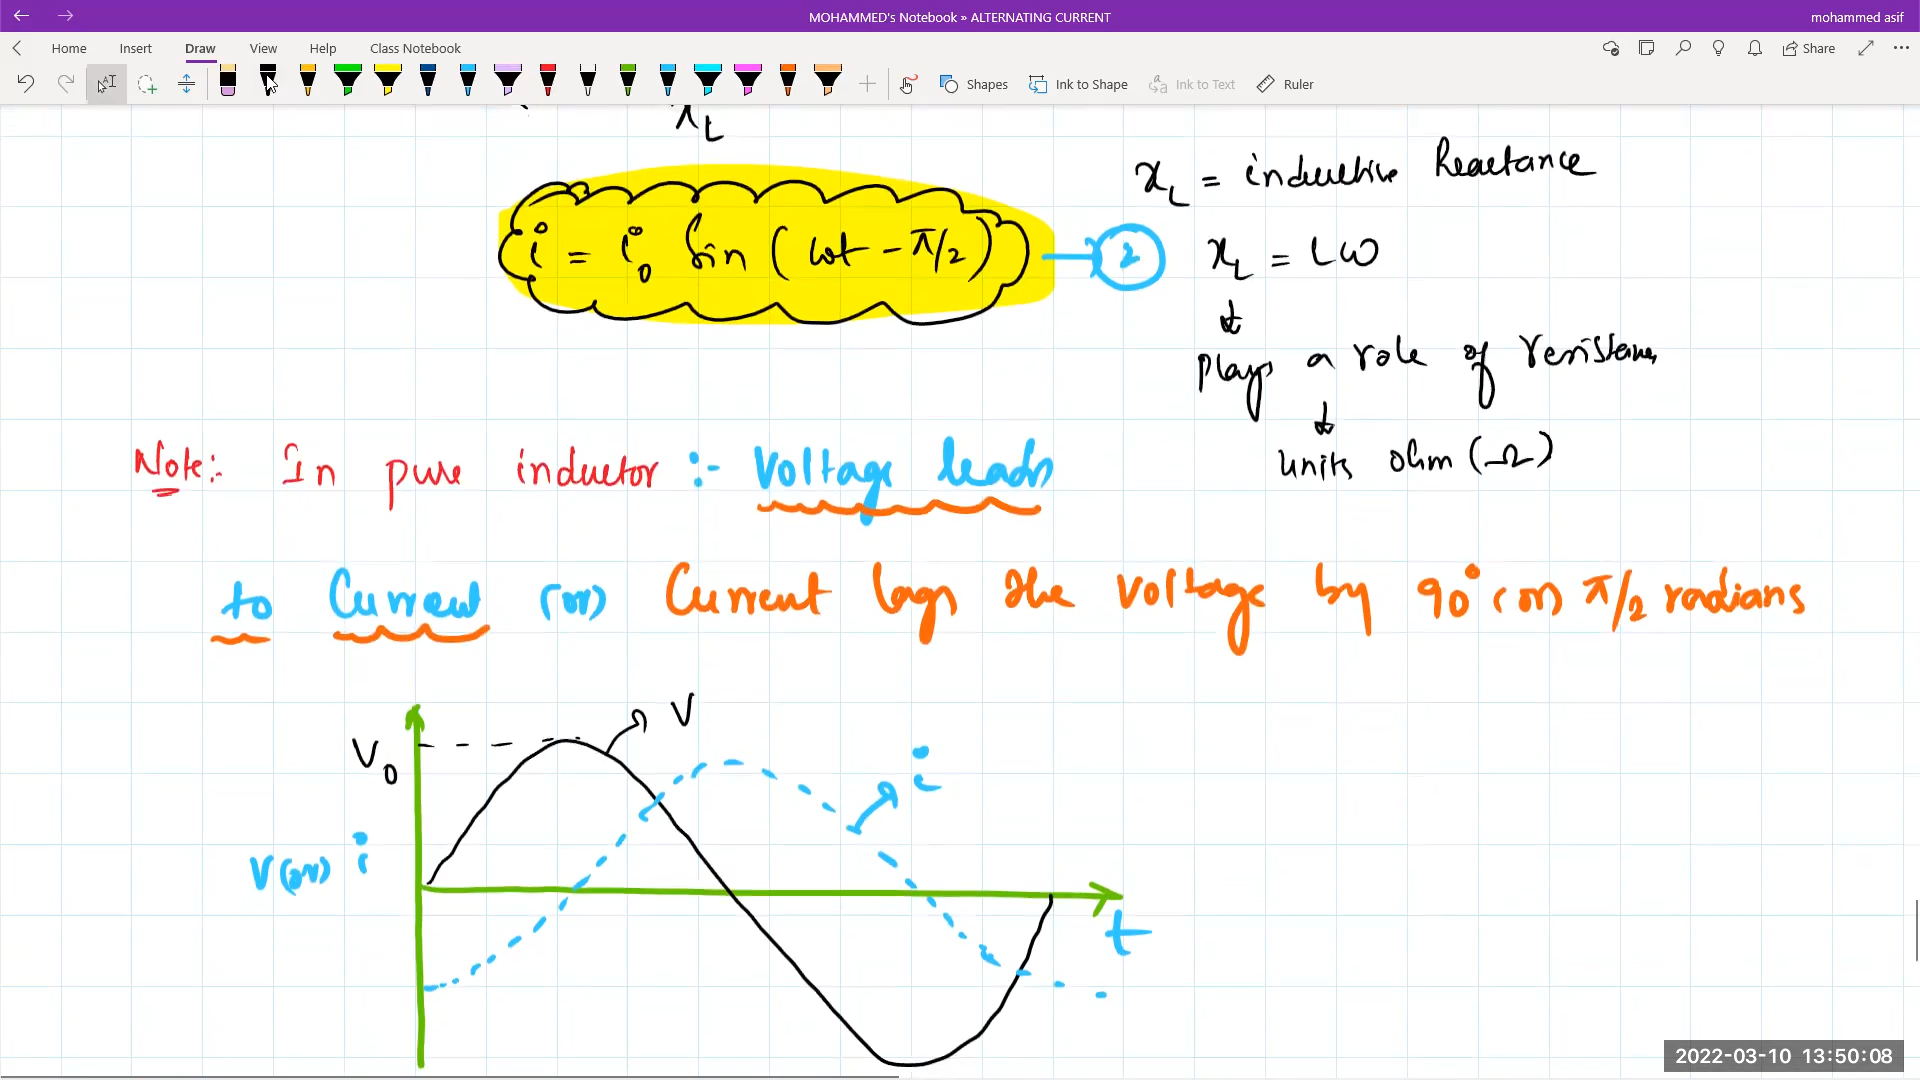 MOHAMMED's Notebook » ALTERNATING CURRENT
mohammed asif
Home Insert Draw View Help Class Notebook
Share
Shapes Ink to Shape Ink to Text Ruler
x_L
x_L = inductive Reactance
i = i_0 Sin (ωt - π/2) 2
x_L = Lω
plays a role of resistance
units ohm (Ω)
Note:- In pure inductor :- Voltage leads
to Current (or) Current lags the voltage by 90° (or) π/2 radians
V_0
V
i
V (or) i
t
2022-03-10 13:50:08